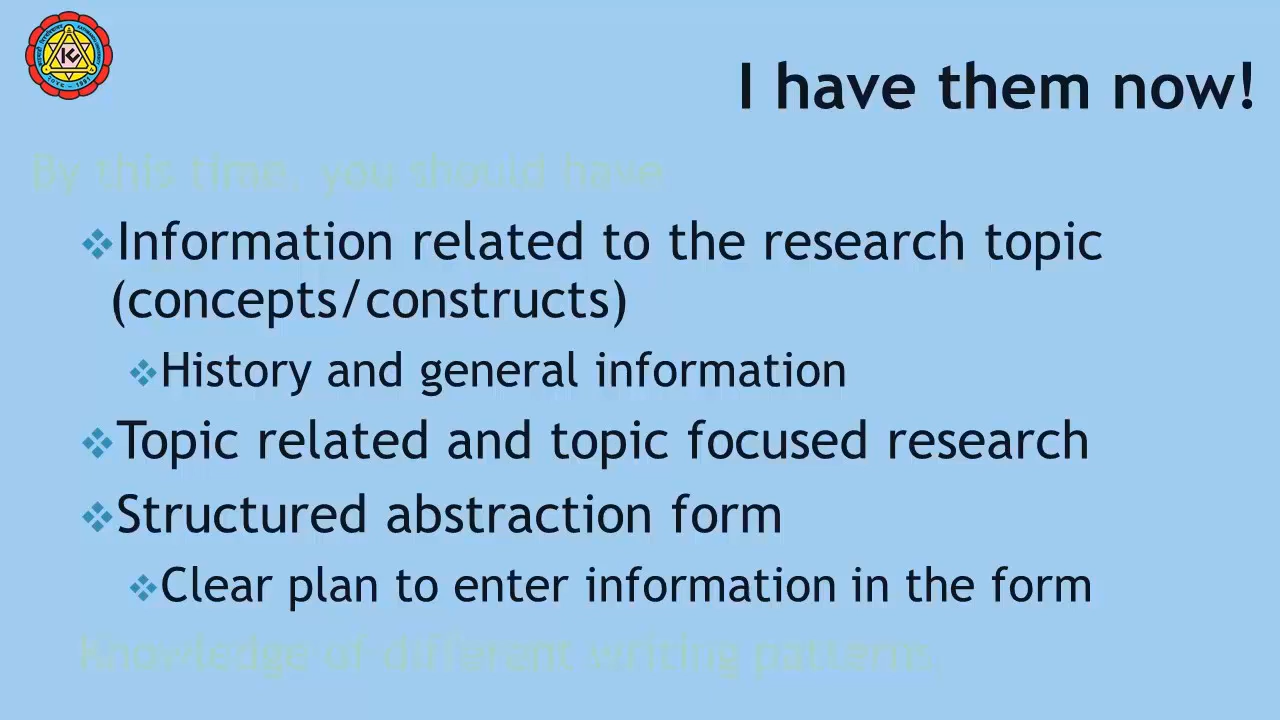 I have them now!
By this time, you should have
❖Information related to the research topic
(concepts/constructs)
❖History and general information
❖Topic related and topic focused research
❖Structured abstraction form
❖Clear plan to enter information in the form
Knowledge of different writing patterns